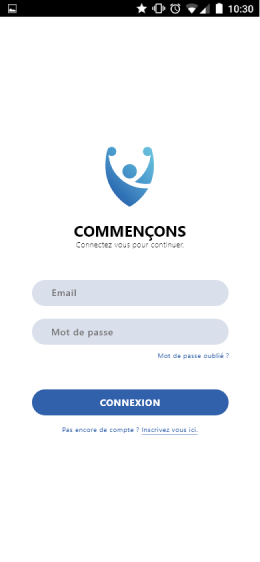 10:30
COMMENÇONS
Connectez vous pour continuer.
Email
Mot de passe
Mot de passe oublié ?
CONNEXION
Pas encore de compte ? Inscrivez vous ici.